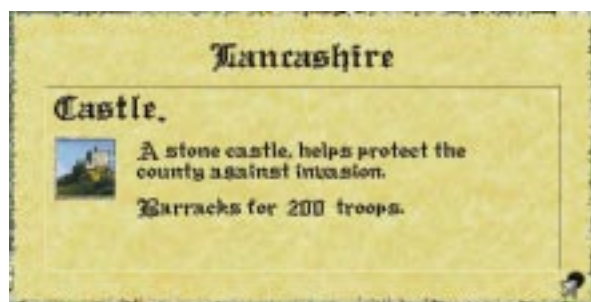 Lancashire
Castle.
A stone castle, helps protect the
county against invasion.
Barracks for 200 troops.